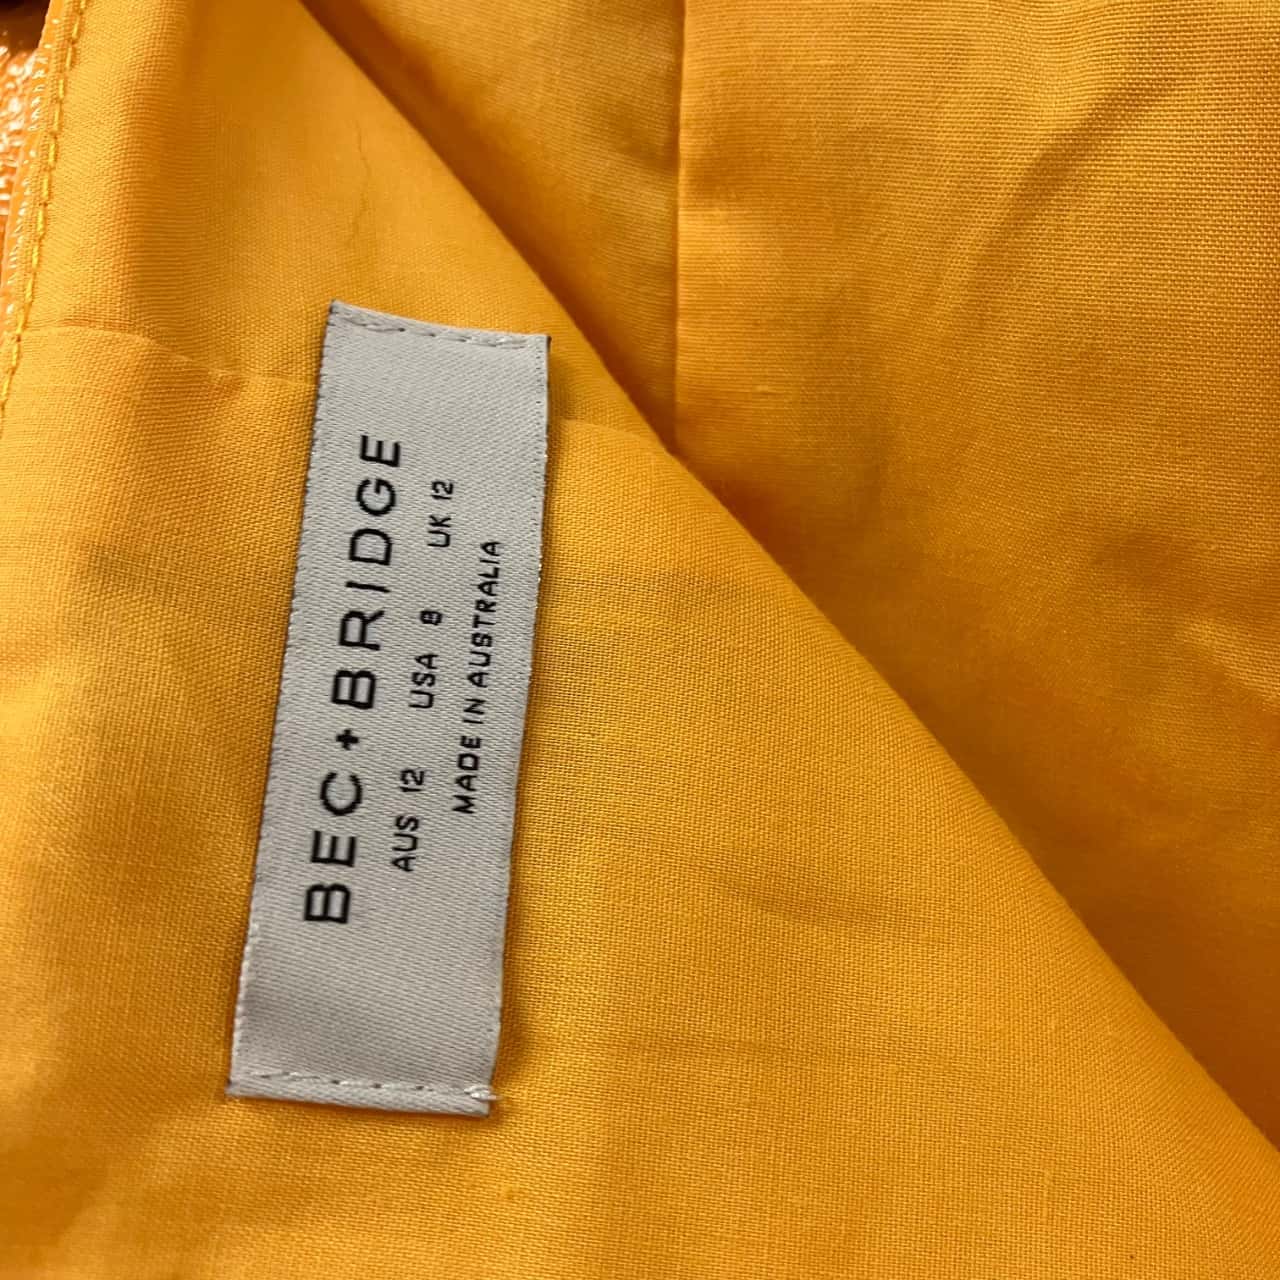 BEC+BRIDGE
AUS 12 USA 8 UK 12
MADE IN AUSTRALIA